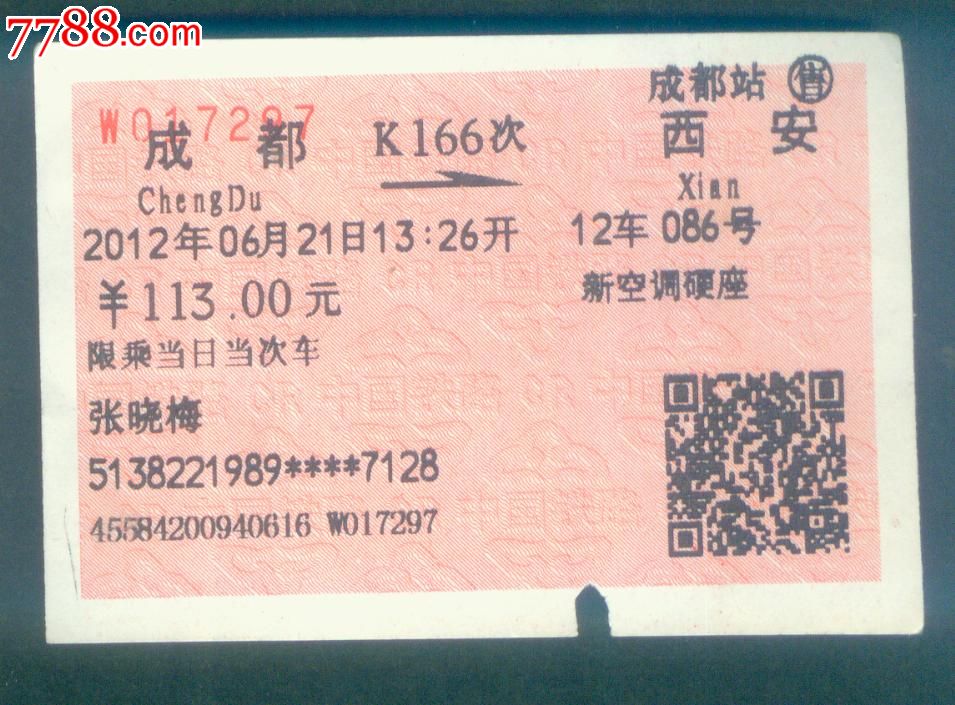 7788.com
成都站 售
W017297
成都 K166次 西安
ChengDu Xian
2012年06月21日13:26开 12车 086号
¥113.00元 新空调硬座
限乘当日当次车
张晓梅
5138221989****7128
45584200940616 W017297